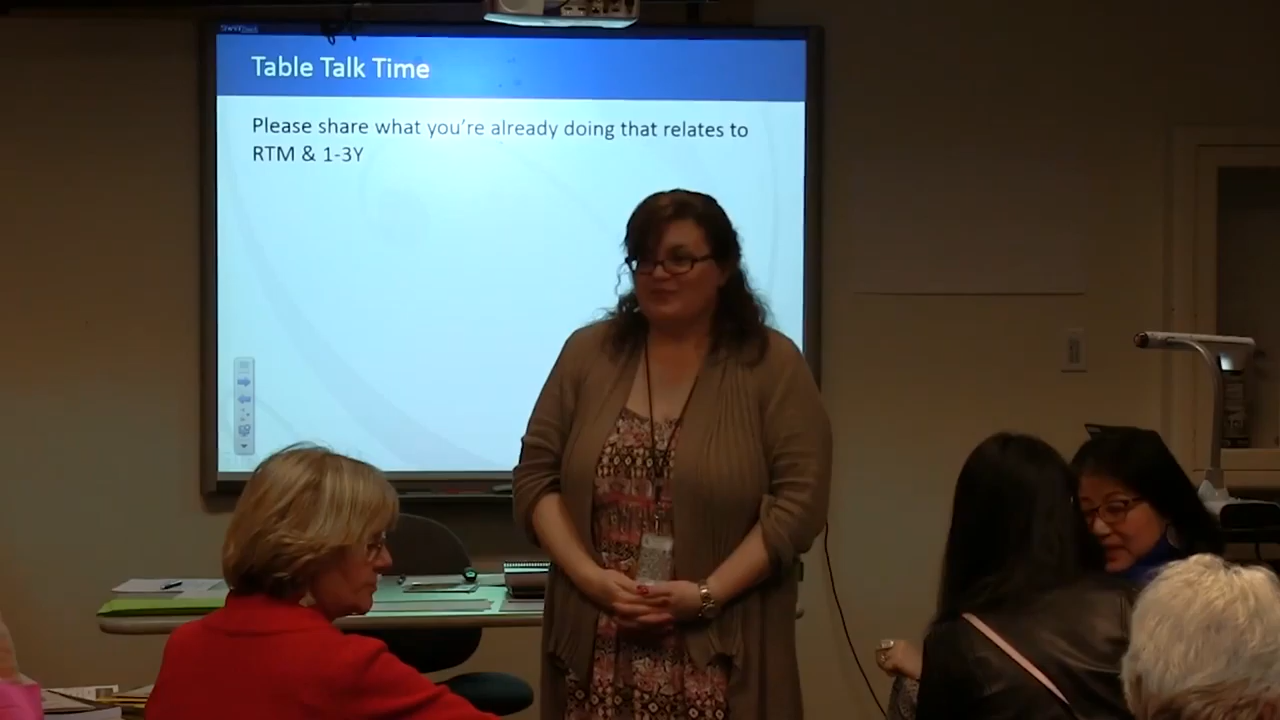 Table Talk Time
Please share what you're already doing that relates to
RTM & 1-3Y